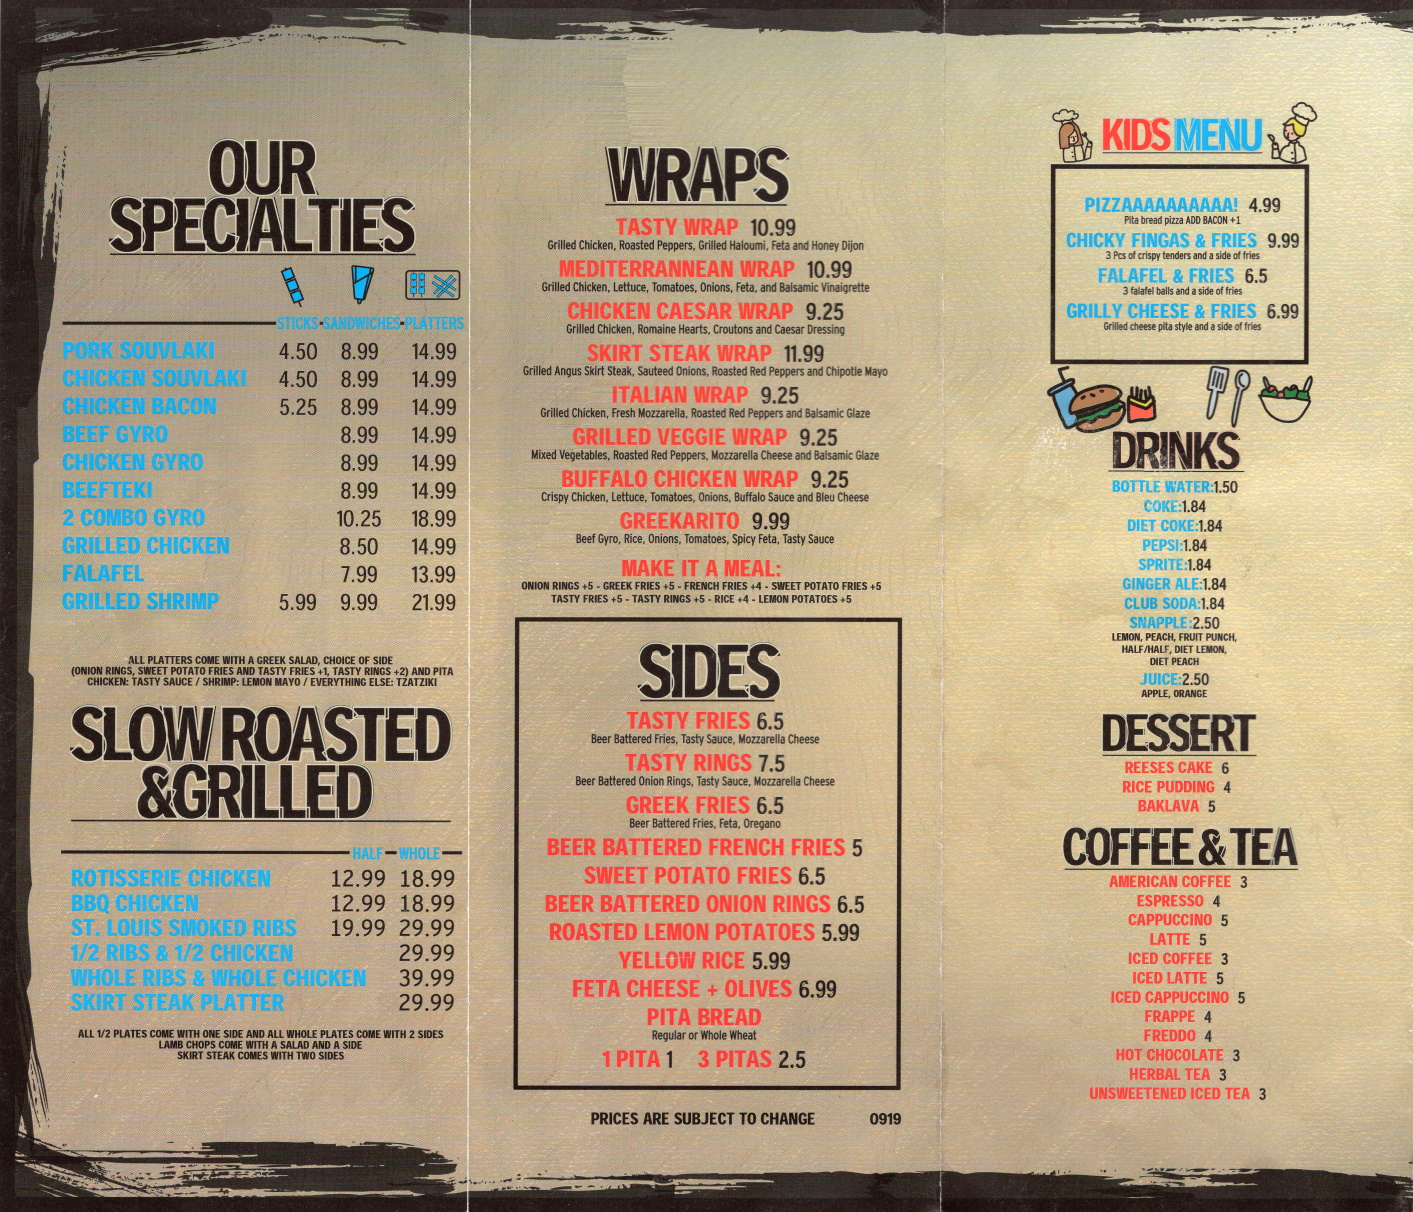 OUR
SPECIALTIES
STICKS SANDWICHES PLATTERS
PORK SOUVLAKI 4.50 8.99 14.99
CHICKEN SOUVLAKI 4.50 8.99 14.99
CHICKEN BACON 5.25 8.99 14.99
BEEF GYRO 8.99 14.99
CHICKEN GYRO 8.99 14.99
BEEFTEKI 8.99 14.99
2 COMBO GYRO 10.25 18.99
GRILLED CHICKEN 8.50 14.99
FALAFEL 7.99 13.99
GRILLED SHRIMP 5.99 9.99 21.99
ALL PLATTERS COME WITH A GREEK SALAD, CHOICE OF SIDE
(ONION RINGS, SWEET POTATO FRIES AND TASTY FRIES +1, TASTY RINGS +2) AND PITA
CHICKEN: TASTY SAUCE / SHRIMP: LEMON MAYO / EVERYTHING ELSE: TZATZIKI
SLOW ROASTED
&GRILLED
HALF WHOLE
ROTISSERIE CHICKEN 12.99 18.99
BBQ CHICKEN 12.99 18.99
ST. LOUIS SMOKED RIBS 19.99 29.99
1/2 RIBS & 1/2 CHICKEN 29.99
WHOLE RIBS & WHOLE CHICKEN 39.99
SKIRT STEAK PLATTER 29.99
ALL 1/2 PLATES COME WITH ONE SIDE AND ALL WHOLE PLATES COME WITH 2 SIDES
LAMB CHOPS COME WITH A SALAD AND A SIDE
SKIRT STEAK COMES WITH TWO SIDES
WRAPS
TASTY WRAP 10.99
Grilled Chicken, Roasted Peppers, Grilled Haloumi, Feta and Honey Dijon
MEDITERRANNEAN WRAP 10.99
Grilled Chicken, Lettuce, Tomatoes, Onions, Feta, and Balsamic Vinaigrette
CHICKEN CAESAR WRAP 9.25
Grilled Chicken, Romaine Hearts, Croutons and Caesar Dressing
SKIRT STEAK WRAP 11.99
Grilled Angus Skirt Steak, Sauteed Onions, Roasted Red Peppers and Chipotle Mayo
ITALIAN WRAP 9.25
Grilled Chicken, Fresh Mozzarella, Roasted Red Peppers and Balsamic Glaze
GRILLED VEGGIE WRAP 9.25
Mixed Vegetables, Roasted Red Peppers, Mozzarella Cheese and Balsamic Glaze
BUFFALO CHICKEN WRAP 9.25
Crispy Chicken, Lettuce, Tomatoes, Onions, Buffalo Sauce and Bleu Cheese
GREEKARITO 9.99
Beef Gyro, Rice, Onions, Tomatoes, Spicy Feta, Tasty Sauce
MAKE IT A MEAL:
ONION RINGS +5 - GREEK FRIES +5 - FRENCH FRIES +4 - SWEET POTATO FRIES +5
TASTY FRIES +5 - TASTY RINGS +5 - RICE +4 - LEMON POTATOES +5
SIDES
TASTY FRIES 6.5
Beer Battered Fries, Tasty Sauce, Mozzarella Cheese
TASTY RINGS 7.5
Beer Battered Onion Rings, Tasty Sauce, Mozzarella Cheese
GREEK FRIES 6.5
Beer Battered Fries, Feta, Oregano
BEER BATTERED FRENCH FRIES 5
SWEET POTATO FRIES 6.5
BEER BATTERED ONION RINGS 6.5
ROASTED LEMON POTATOES 5.99
YELLOW RICE 5.99
FETA CHEESE + OLIVES 6.99
PITA BREAD
Regular or Whole Wheat
1 PITA 1 3 PITAS 2.5
PRICES ARE SUBJECT TO CHANGE 0919
KIDS MENU
PIZZAAAAAAAAAA! 4.99
Pita bread pizza ADD BACON +1
CHICKY FINGAS & FRIES 9.99
3 Pcs of crispy tenders and a side of fries
FALAFEL & FRIES 6.5
3 falafel balls and a side of fries
GRILLY CHEESE & FRIES 6.99
Grilled cheese pita style and a side of fries
DRINKS
BOTTLE WATER:1.50
COKE:1.84
DIET COKE:1.84
PEPSI:1.84
SPRITE:1.84
GINGER ALE:1.84
CLUB SODA:1.84
SNAPPLE:2.50
LEMON, PEACH, FRUIT PUNCH,
HALF/HALF, DIET LEMON,
DIET PEACH
JUICE:2.50
APPLE, ORANGE
DESSERT
REESES CAKE 6
RICE PUDDING 4
BAKLAVA 5
COFFEE & TEA
AMERICAN COFFEE 3
ESPRESSO 4
CAPPUCCINO 5
LATTE 5
ICED COFFEE 3
ICED LATTE 5
ICED CAPPUCCINO 5
FRAPPE 4
FREDDO 4
HOT CHOCOLATE 3
HERBAL TEA 3
UNSWEETENED ICED TEA 3